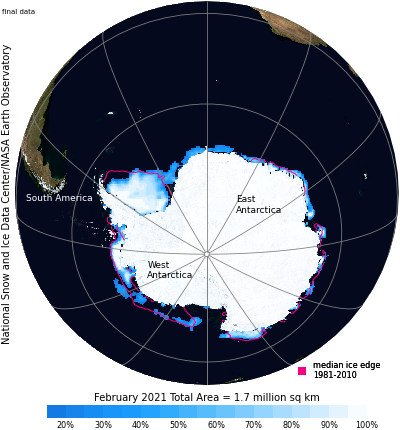 final data
National Snow and Ice Data Center/NASA Earth Observatory
South America
East
Antarctica
West
Antarctica
median ice edge
1981-2010
February 2021 Total Area = 1.7 million sq km
20% 30% 40% 50% 60% 70% 80% 90% 100%